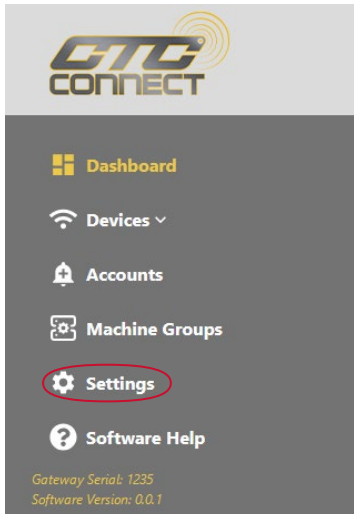 CTC
CONNECT
Dashboard
Devices
Accounts
Machine Groups
Settings
Software Help
Gateway Serial: 1235
Software Version: 0.0.1